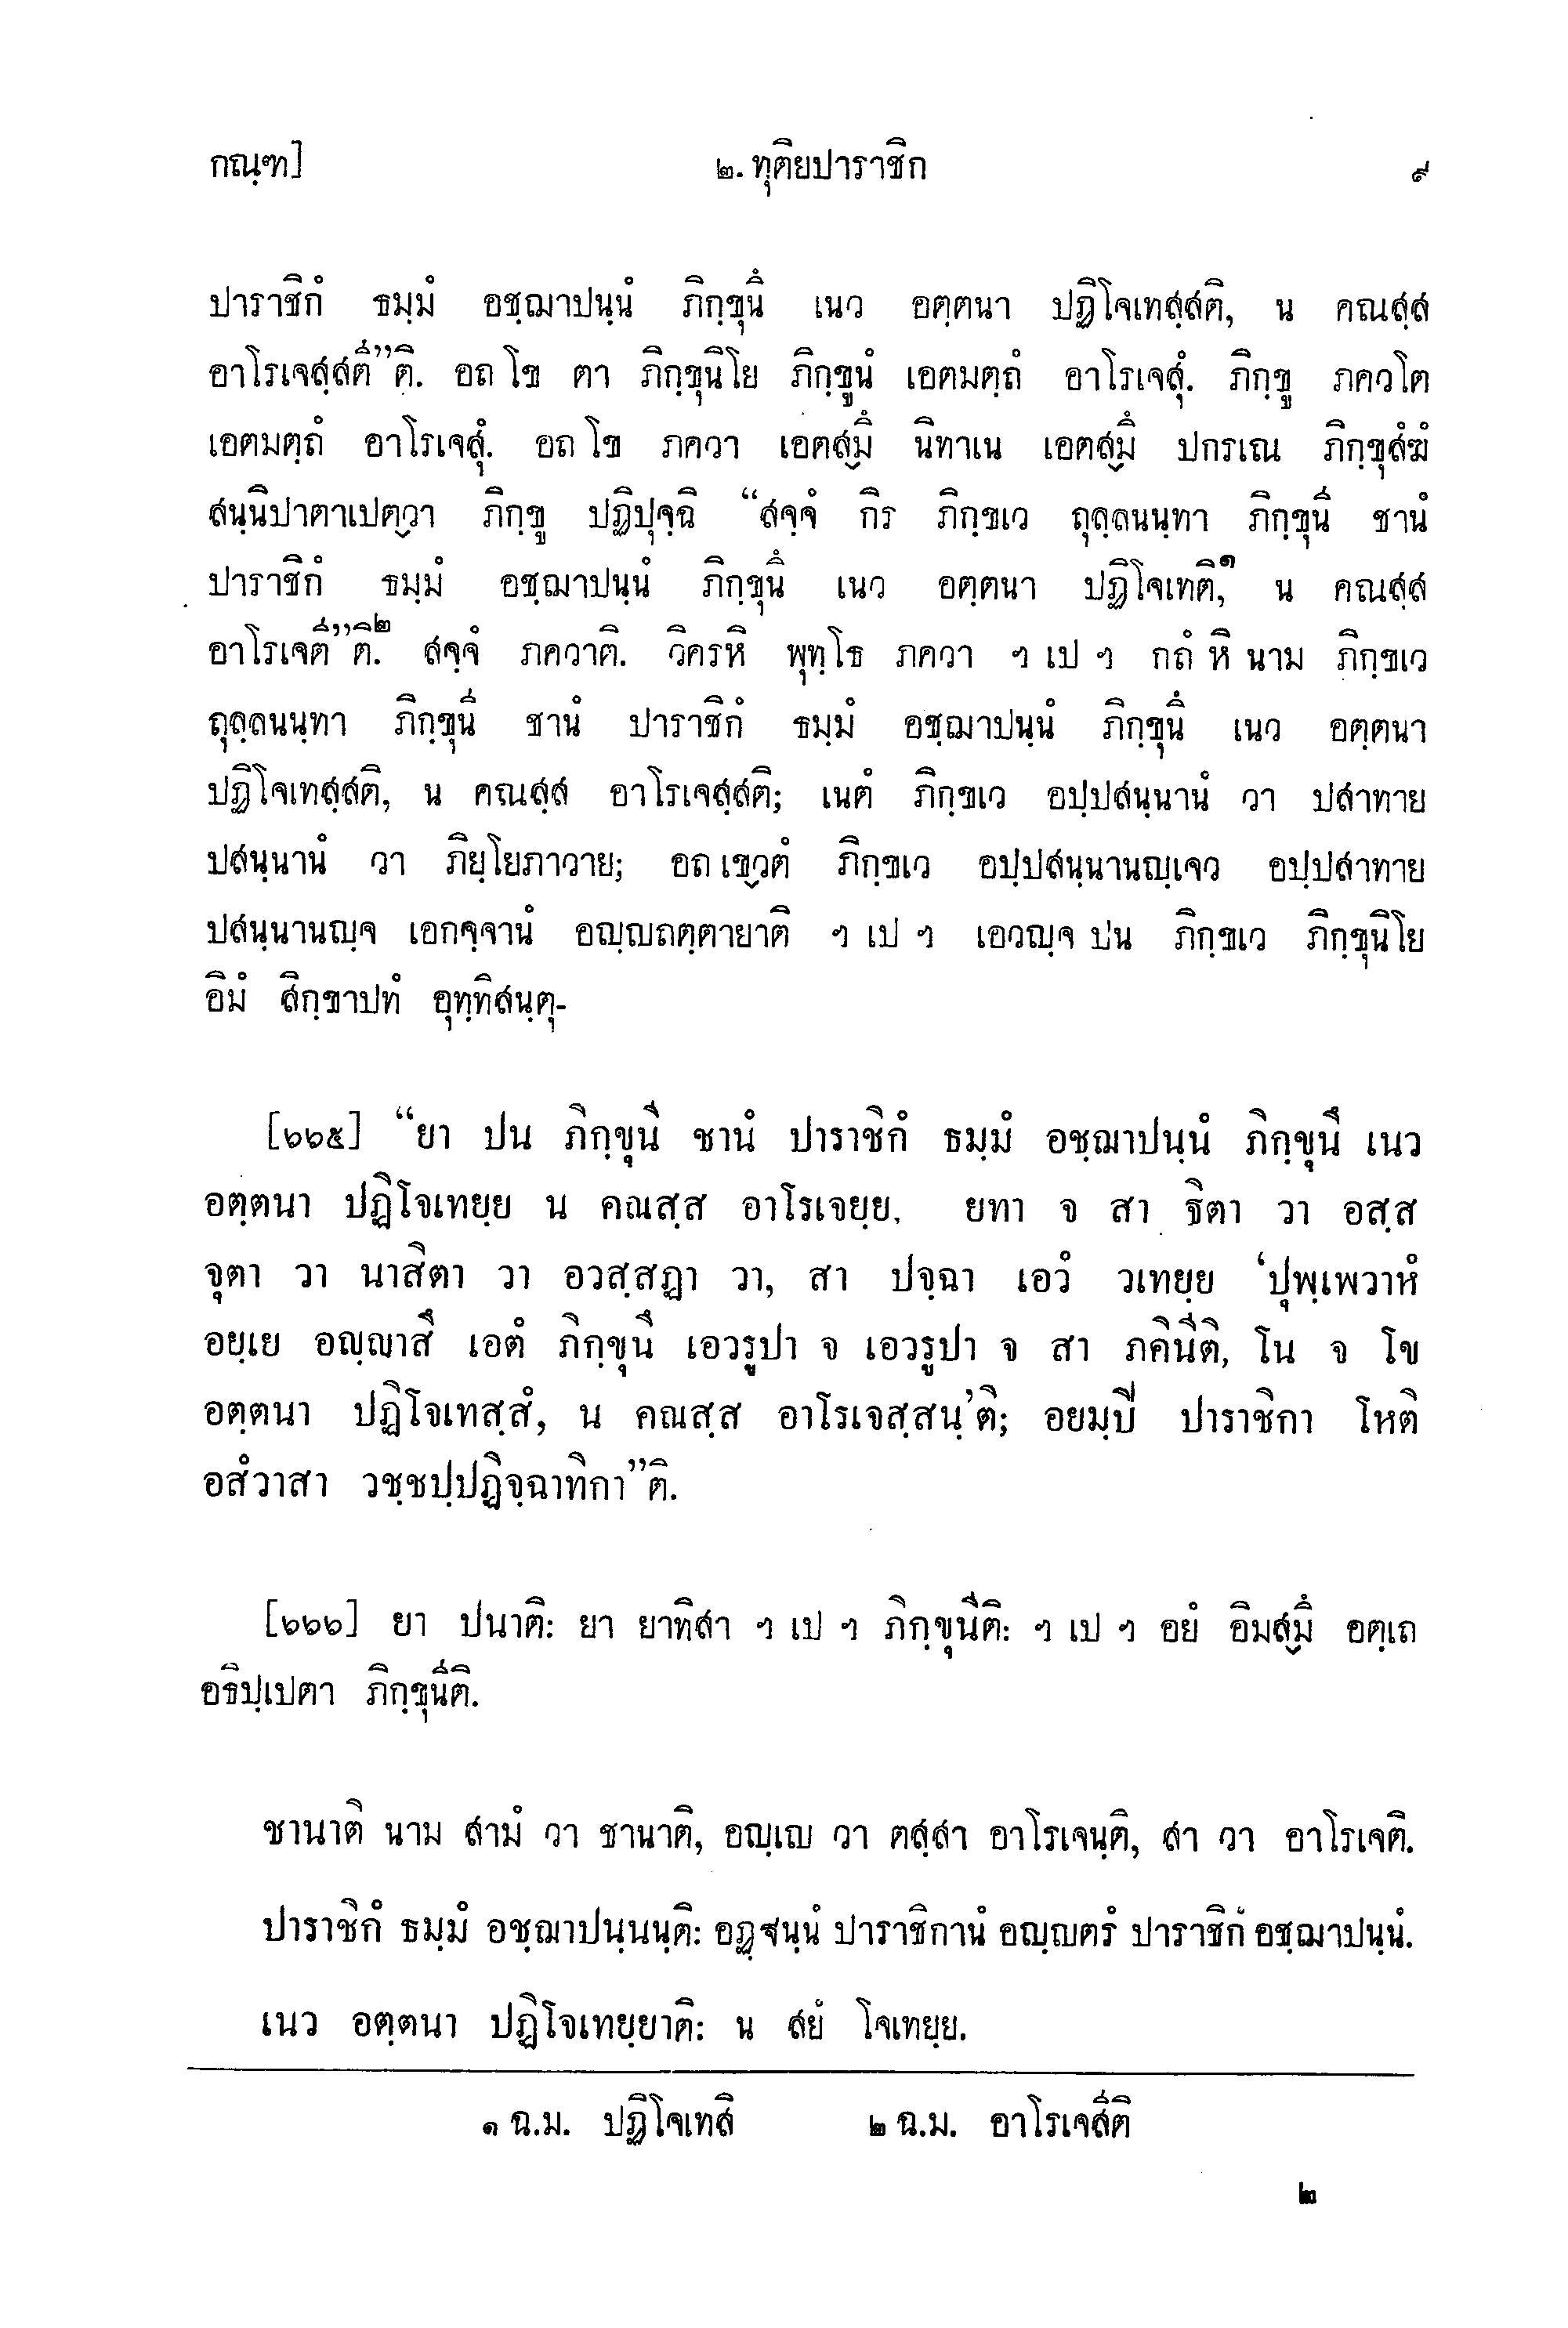 กณฺฑ]
๒. ทุติยปาราชิก
๙
ปาราชิกํ ธมฺมํ อชฺฌาปนฺนํ ภิกฺขุนึ เนว อตฺตนา ปฏิโจเทสฺสติ, น คณสฺส
อาโรเจสฺสตี”ติ. อถ โข ตา ภิกฺขุนิโย ภิกฺขูนํ เอตมตฺถํ อาโรเจสุํ. ภิกฺขู ภควโต
เอตมตฺถํ อาโรเจสุํ. อถ โข ภควา เอตสฺมึ นิทาเน เอตสฺมึ ปกรเณ ภิกฺขุสํฆํ
สนฺนิปาตาเปตฺวา ภิกฺขู ปฏิปุจฺฉิ “สจฺจํ กิร ภิกฺขเว ถุลฺลนนฺทา ภิกฺขุนี ชานํ
ปาราชิกํ ธมฺมํ อชฺฌาปนฺนํ ภิกฺขุนึ เนว อตฺตนา ปฏิโจเทติ,๑ น คณสฺส
อาโรเจตี”ติ.๒ สจฺจํ ภควาติ. วิครหิ พุทฺโธ ภควา ฯ เป ฯ กถํ หิ นาม ภิกฺขเว
ถุลฺลนนฺทา ภิกฺขุนี ชานํ ปาราชิกํ ธมฺมํ อชฺฌาปนฺนํ ภิกฺขุนึ เนว อตฺตนา
ปฏิโจเทสฺสติ, น คณสฺส อาโรเจสฺสติ; เนตํ ภิกฺขเว อปฺปสนฺนานํ วา ปสาทาย
ปสนฺนานํ วา ภิยฺโยภาวาย; อถ เขฺวตํ ภิกฺขเว อปฺปสนฺนานญฺเจว อปฺปสาทาย
ปสนฺนานญฺจ เอกจฺจานํ อญฺญถตฺตายาติ ฯ เป ฯ เอวญฺจ ปน ภิกฺขเว ภิกฺขุนิโย
อิมํ สิกฺขาปทํ อุทฺทิสนฺตุ-
[๖๖๕] “ยา ปน ภิกฺขุนี ชานํ ปาราชิกํ ธมฺมํ อชฺฌาปนฺนํ ภิกฺขุนึ เนว
อตฺตนา ปฏิโจเทยฺย น คณสฺส อาโรเจยฺย. ยทา จ สา ฐิตา วา อสฺส
จุตา วา นาสิตา วา อวสฺสฏา วา, สา ปจฺฉา เอวํ วเทยฺย ‘ปุพฺเพวาหํ
อยฺเย อญฺญาสึ เอตํ ภิกฺขุนึ เอวรูปา จ เอวรูปา จ สา ภคินีติ, โน จ โข
อตฺตนา ปฏิโจเทสฺสํ, น คณสฺส อาโรเจสฺสนฺ’ติ; อยมฺปี ปาราชิกา โหติ
อสํวาสา วชฺชปฺปฏิจฺฉาทิกา”ติ.
[๖๖๖] ยา ปนาติ: ยา ยาทิสา ฯ เป ฯ ภิกฺขุนีติ: ฯ เป ฯ อยํ อิมสฺมึ อตฺเถ
อธิปฺเปตา ภิกฺขุนีติ.
ชานาติ นาม สามํ วา ชานาติ, อญฺเญ วา ตสฺสา อาโรเจนฺติ, สา วา อาโรเจติ.
ปาราชิกํ ธมฺมํ อชฺฌาปนฺนนฺติ: อฏฺฐนฺนํ ปาราชิกานํ อญฺญตรํ ปาราชิกํ อชฺฌาปนฺนํ.
เนว อตฺตนา ปฏิโจเทยฺยาติ: น สยํ โจเทยฺย.
๑ ฉ.ม. ปฏิโจเทสิ ๒ ฉ.ม. อาโรเจสีติ
๒